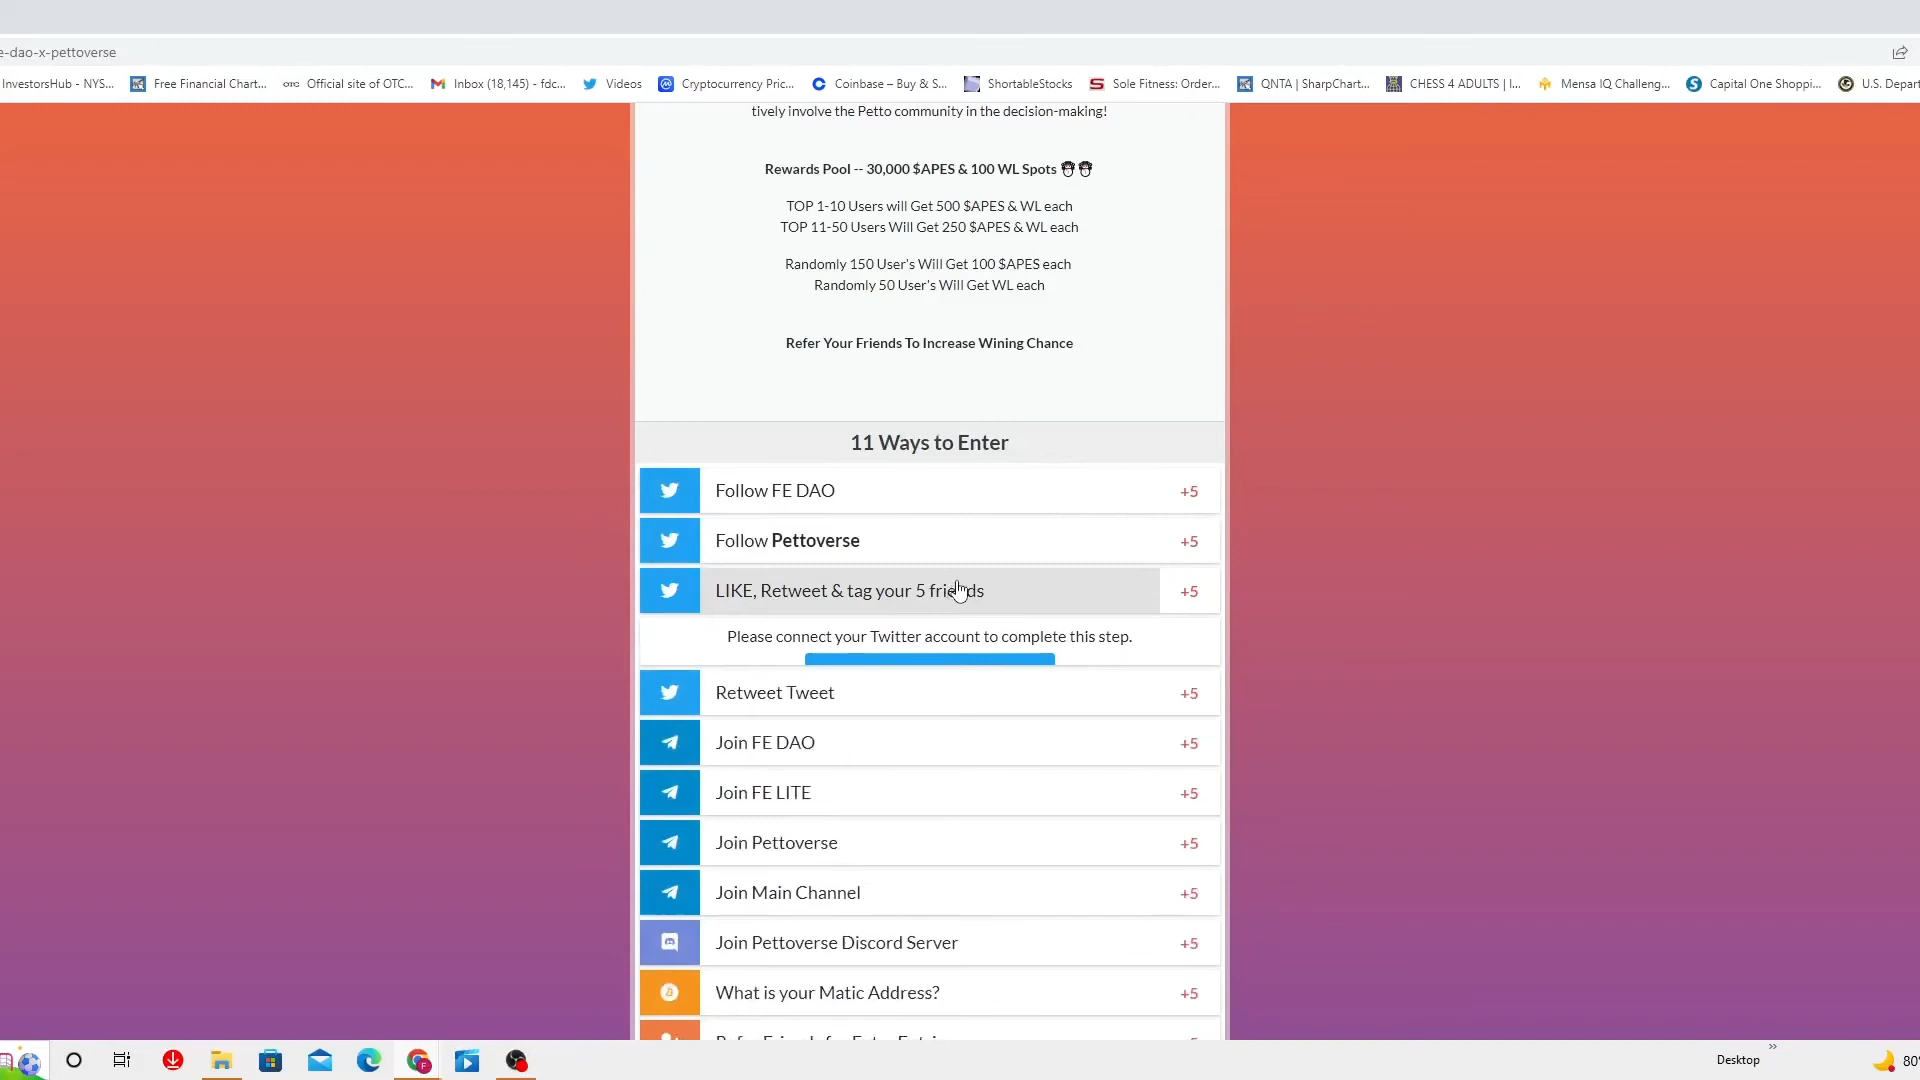 e-dao-x-pettoverse
InvestorsHub - NYS... Free Financial Chart... OTC Official site of OTC... Inbox (18,145) - fdc... Videos Cryptocurrency Pric... Coinbase – Buy & S... ShortableStocks Sole Fitness: Order... QNTA | SharpChart... CHESS 4 ADULTS | I... Mensa IQ Challeng... Capital One Shoppi... U.S. Depart
tively involve the Petto community in the decision-making!
Rewards Pool -- 30,000 $APES & 100 WL Spots
TOP 1-10 Users will Get 500 $APES & WL each
TOP 11-50 Users Will Get 250 $APES & WL each
Randomly 150 User's Will Get 100 $APES each
Randomly 50 User's Will Get WL each
Refer Your Friends To Increase Wining Chance
11 Ways to Enter
Follow FE DAO +5
Follow Pettoverse +5
LIKE, Retweet & tag your 5 friends +5
Please connect your Twitter account to complete this step.
Retweet Tweet +5
Join FE DAO +5
Join FE LITE +5
Join Pettoverse +5
Join Main Channel +5
Join Pettoverse Discord Server +5
What is your Matic Address? +5
Desktop 80